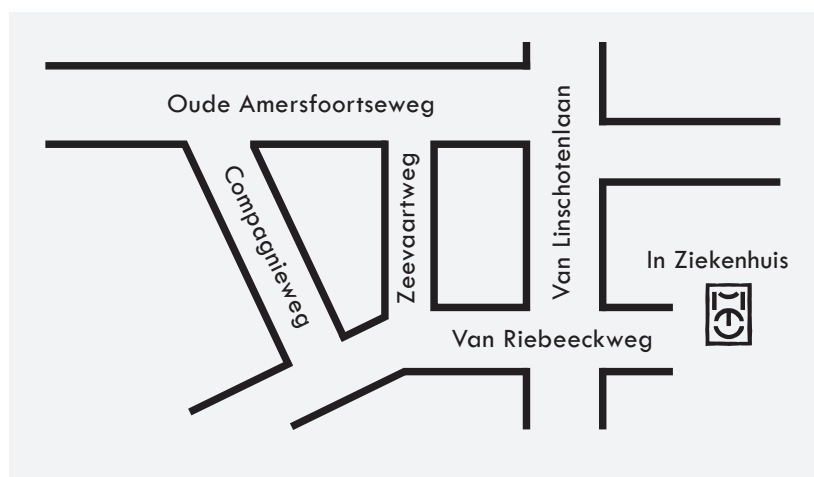 Oude Amersfoortseweg
Compagnieweg
Zeevaartweg
Van Linschotenlaan
In Ziekenhuis
Van Riebeeckweg